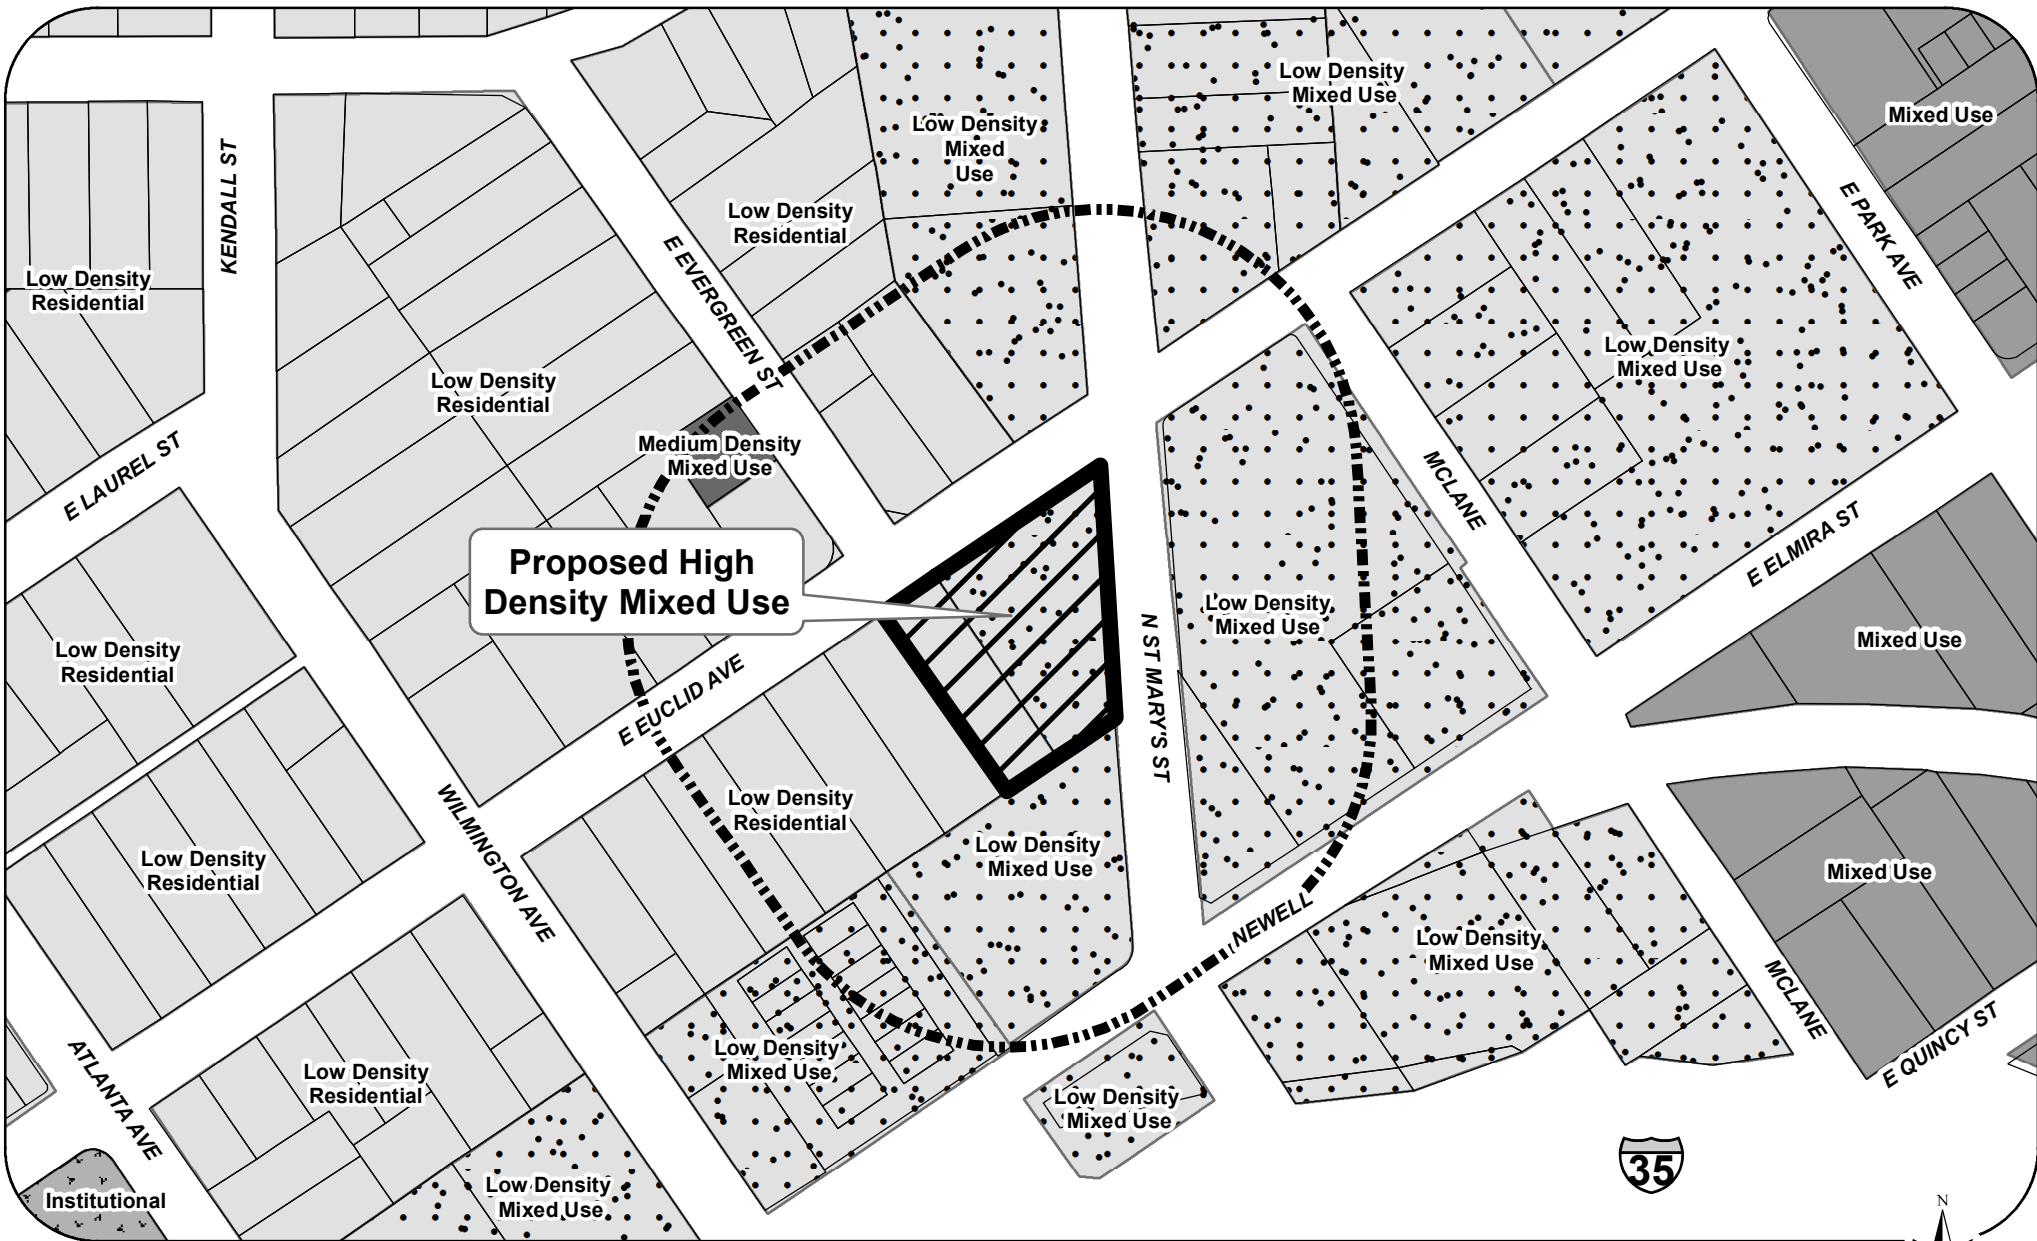 Low Density
Mixed Use
Mixed Use
Low Density
Mixed
Use
KENDALL ST
E PARK AVE
Low Density
Residential
E EVERGREEN ST
Low Density
Residential
Low Density
Mixed Use
Low Density
Residential
Medium Density
Mixed Use
E LAUREL ST
MCLANE
E ELMIRA ST
Proposed High
Density Mixed Use
Low Density
Mixed Use
Mixed Use
Low Density
Residential
N ST MARY'S ST
E EUCLID AVE
Low Density
Residential
Low Density
Mixed Use
Low Density
Residential
Mixed Use
WILMINGTON AVE
NEWELL
Low Density
Mixed Use
MCLANE
Low Density
Mixed Use
E QUINCY ST
Low Density
Residential
Low Density
Mixed Use
ATLANTA AVE
Low Density
Mixed Use
Institutional
35
N